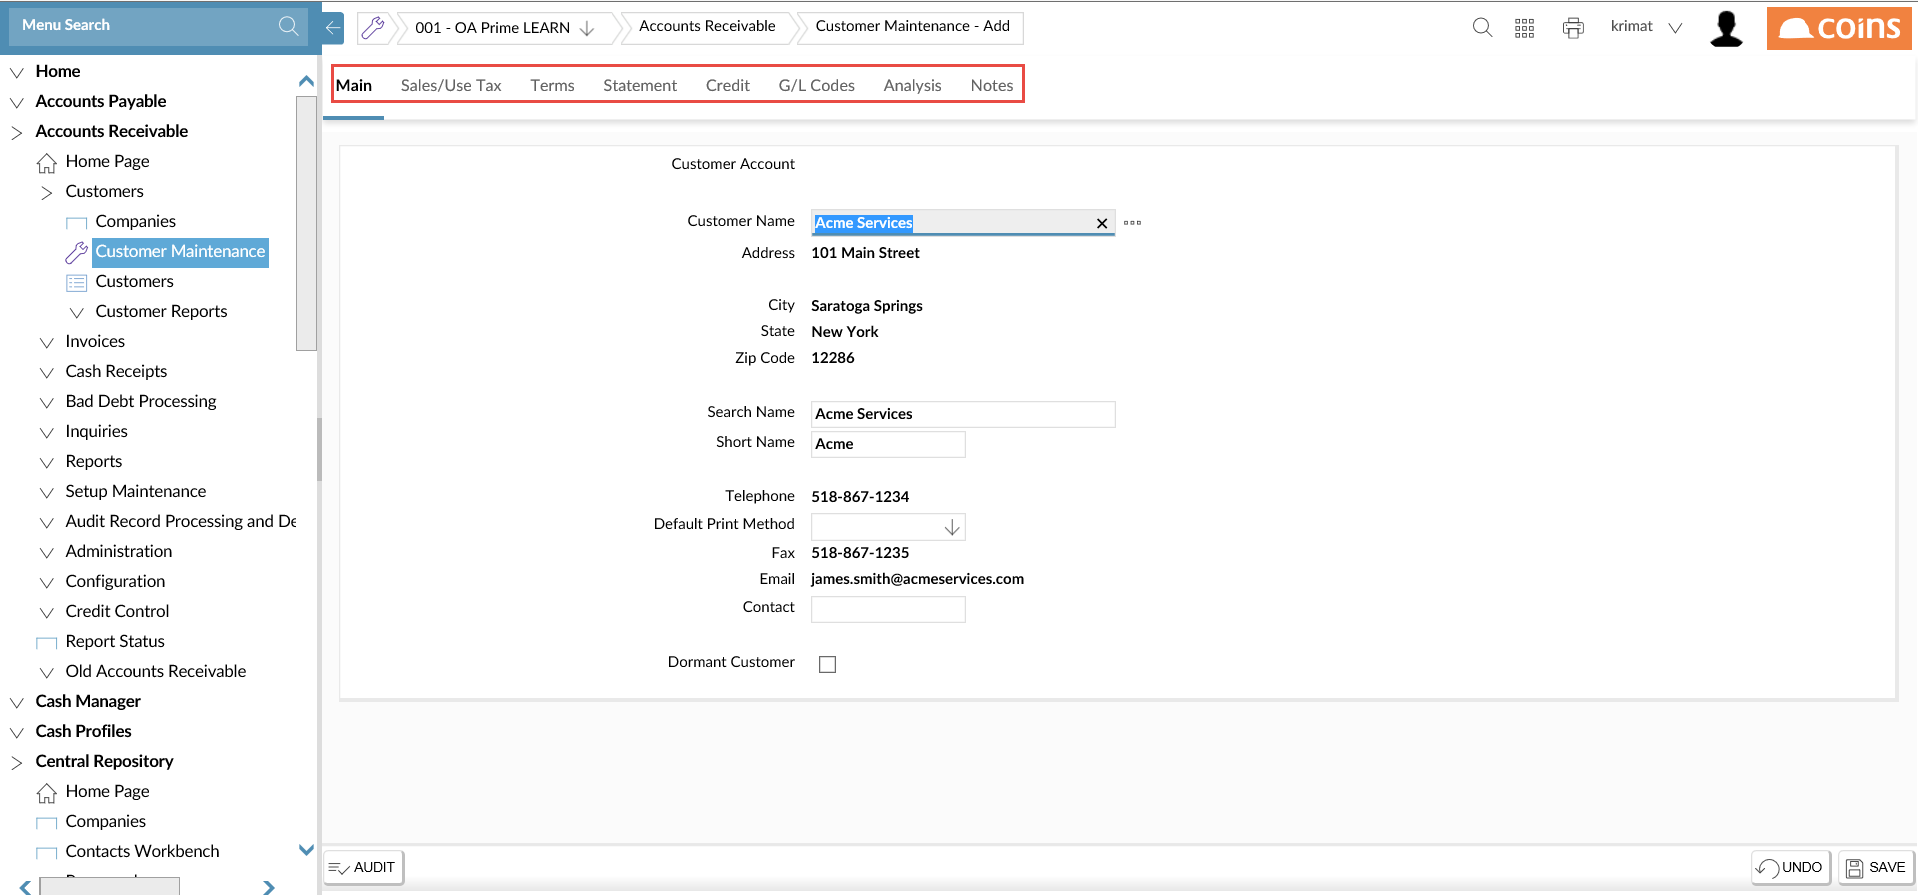 Menu Search
001 - OA Prime LEARN
Accounts Receivable
Customer Maintenance - Add
krimat
coins
Home
Accounts Payable
Accounts Receivable
Home Page
Customers
Companies
Customer Maintenance
Customers
Customer Reports
Invoices
Cash Receipts
Bad Debt Processing
Inquiries
Reports
Setup Maintenance
Audit Record Processing and De
Administration
Configuration
Credit Control
Report Status
Old Accounts Receivable
Cash Manager
Cash Profiles
Central Repository
Home Page
Companies
Contacts Workbench
Main Sales/Use Tax Terms Statement Credit G/L Codes Analysis Notes
Customer Account
Customer Name Acme Services
Address 101 Main Street
City Saratoga Springs
State New York
Zip Code 12286
Search Name Acme Services
Short Name Acme
Telephone 518-867-1234
Default Print Method
Fax 518-867-1235
Email james.smith@acmeservices.com
Contact
Dormant Customer
AUDIT
UNDO
SAVE